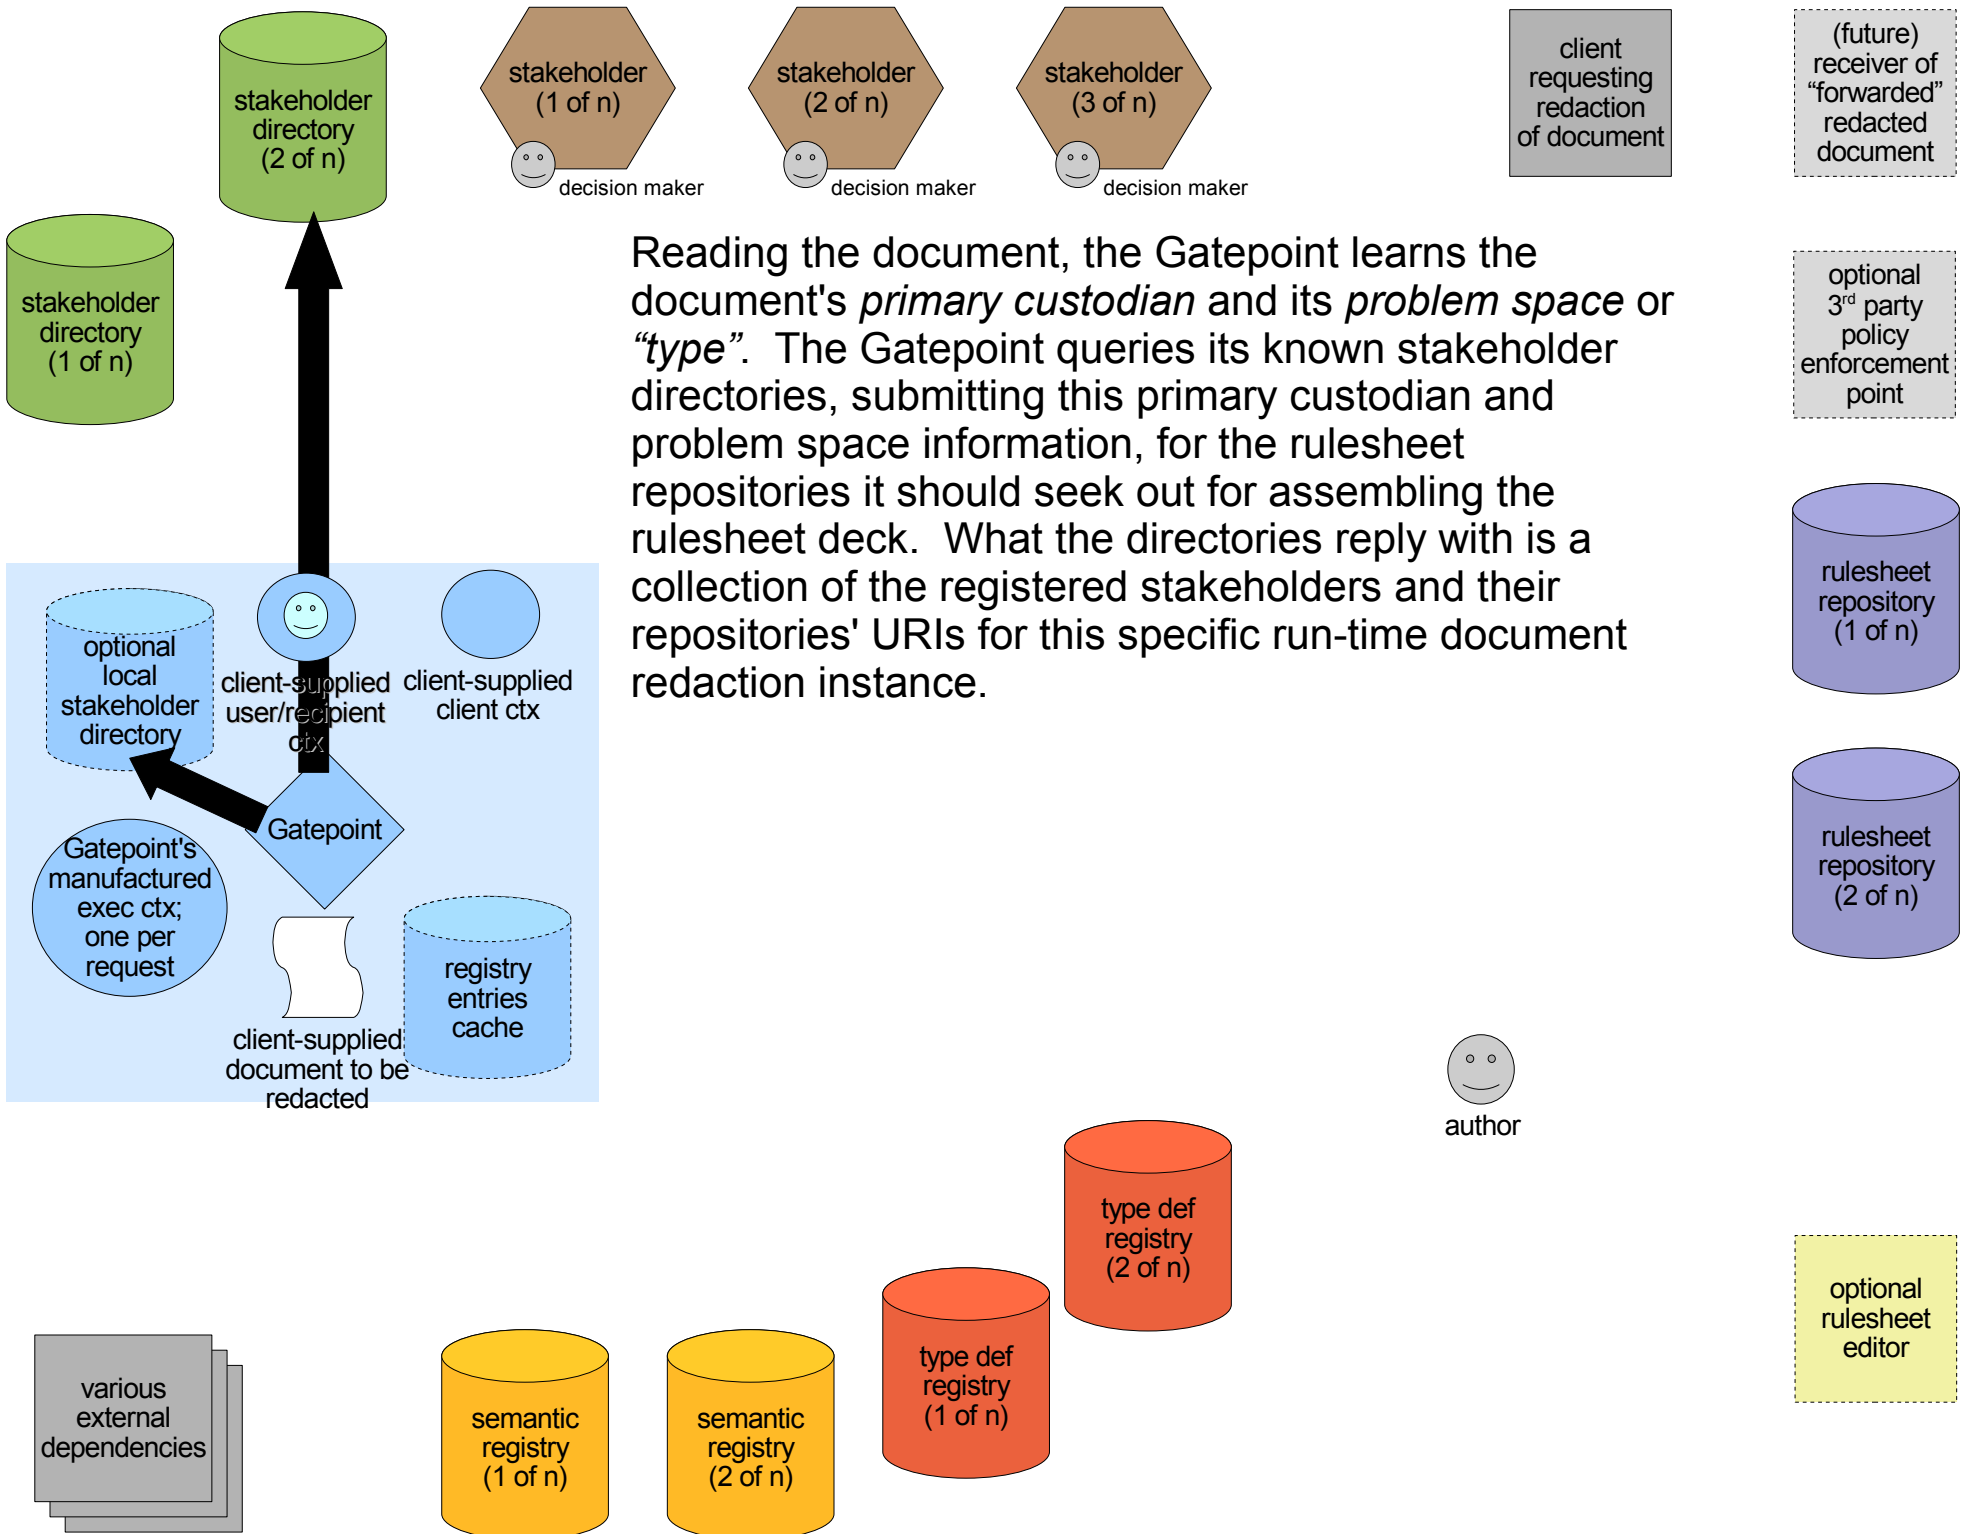 stakeholder
directory
(2 of n)
stakeholder
(1 of n)
decision maker
stakeholder
(2 of n)
decision maker
stakeholder
(3 of n)
decision maker
client
requesting
redaction
of document
(future)
receiver of
“forwarded”
redacted
document
stakeholder
directory
(1 of n)
Reading the document, the Gatepoint learns the
document's primary custodian and its problem space or
“type”.  The Gatepoint queries its known stakeholder
directories, submitting this primary custodian and
problem space information, for the rulesheet
repositories it should seek out for assembling the
rulesheet deck.  What the directories reply with is a
collection of the registered stakeholders and their
repositories' URIs for this specific run-time document
redaction instance.
optional
3rd party
policy
enforcement
point
rulesheet
repository
(1 of n)
rulesheet
repository
(2 of n)
optional
local
stakeholder
directory
client-supplied
user/recipient
ctx
client-supplied
client ctx
Gatepoint
Gatepoint's
manufactured
exec ctx;
one per
request
client-supplied
document to be
redacted
registry
entries
cache
author
type def
registry
(2 of n)
type def
registry
(1 of n)
optional
rulesheet
editor
various
external
dependencies
semantic
registry
(1 of n)
semantic
registry
(2 of n)